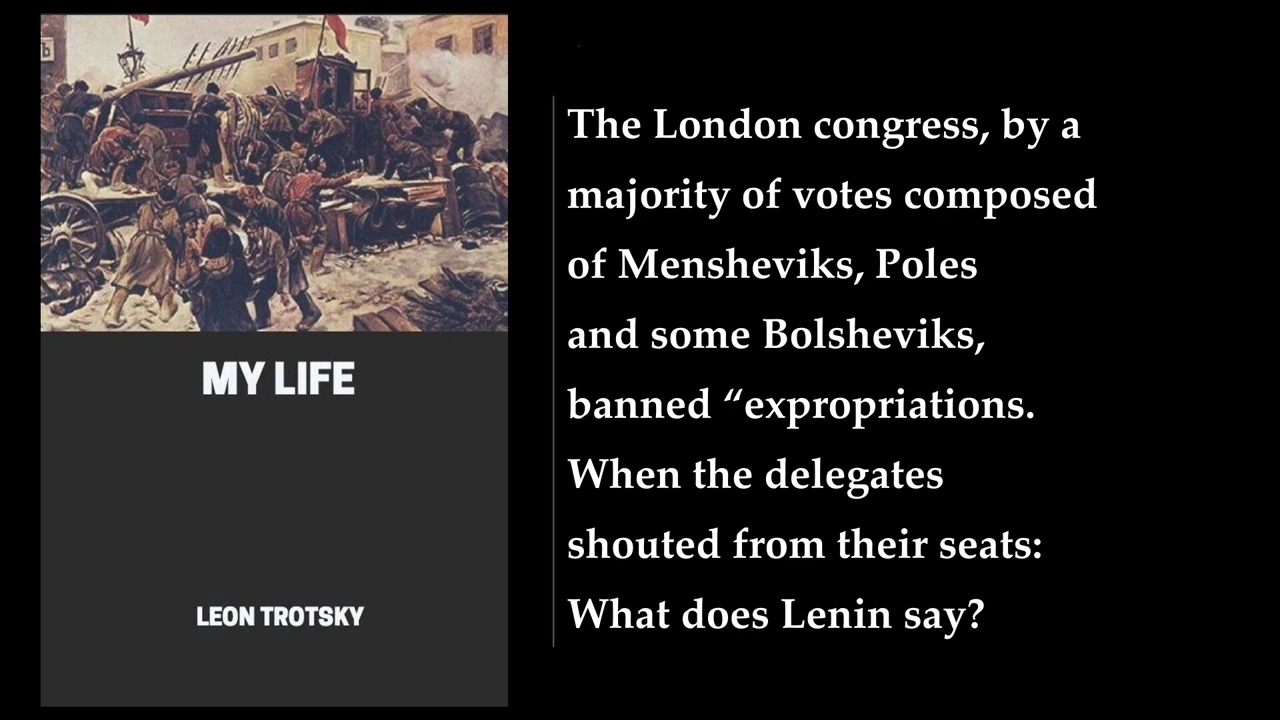 MY LIFE
LEON TROTSKY
The London congress, by a
majority of votes composed
of Mensheviks, Poles
and some Bolsheviks,
banned “expropriations.
When the delegates
shouted from their seats:
What does Lenin say?